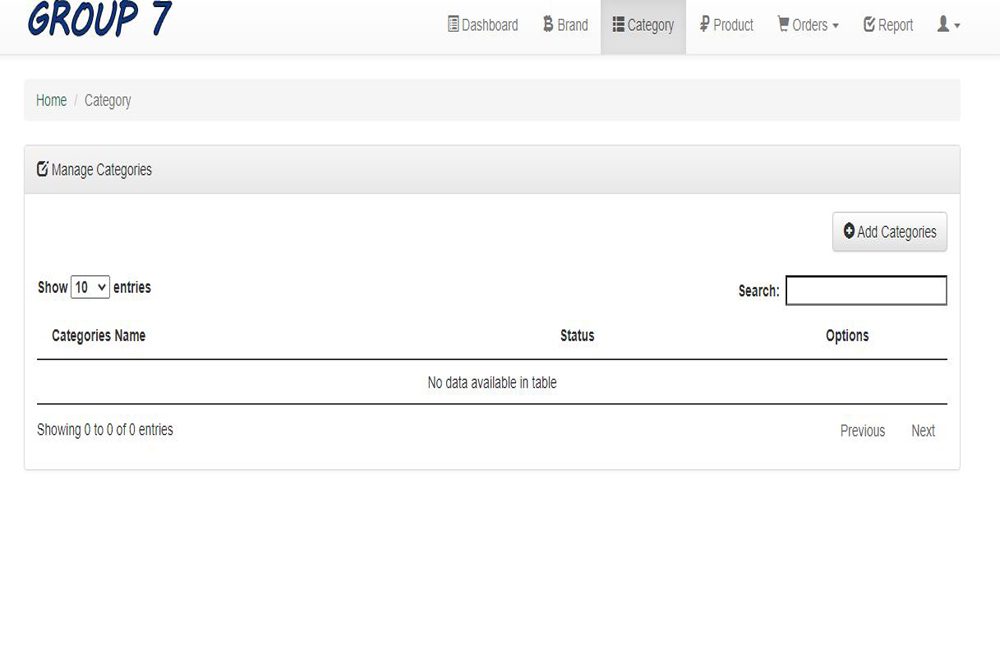 GROUP 7
Dashboard Brand Category Product Orders Report
Home / Category
Manage Categories
Add Categories
Show 10 entries Search:
Categories Name Status Options
No data available in table
Showing 0 to 0 of 0 entries Previous Next